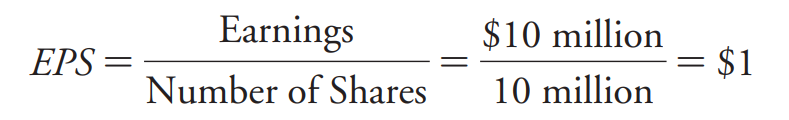 EPS = Earnings / Number of Shares = $10 million / 10 million = $1